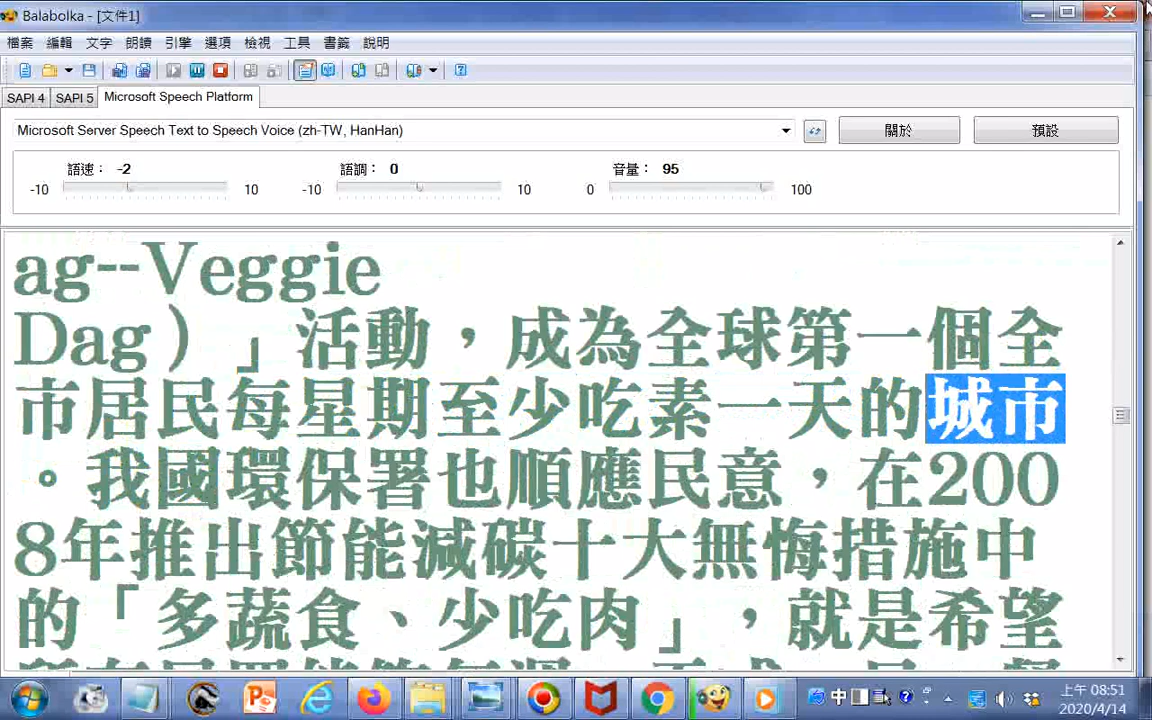 Balabolka - [文件1]
檔案 編輯 文字 朗讀 引擎 選項 檢視 工具 書籤 說明
SAPI 4 SAPI 5 Microsoft Speech Platform
Microsoft Server Speech Text to Speech Voice (zh-TW, HanHan) 關於 預設
語速： -2 語調： 0 音量： 95
-10 10 -10 10 0 100
ag--Veggie
Dag）」活動，成為全球第一個全
市居民每星期至少吃素一天的城市
。我國環保署也順應民意，在200
8年推出節能減碳十大無悔措施中
的「多蔬食、少吃肉」，就是希望
中 上午 08:51
2020/4/14